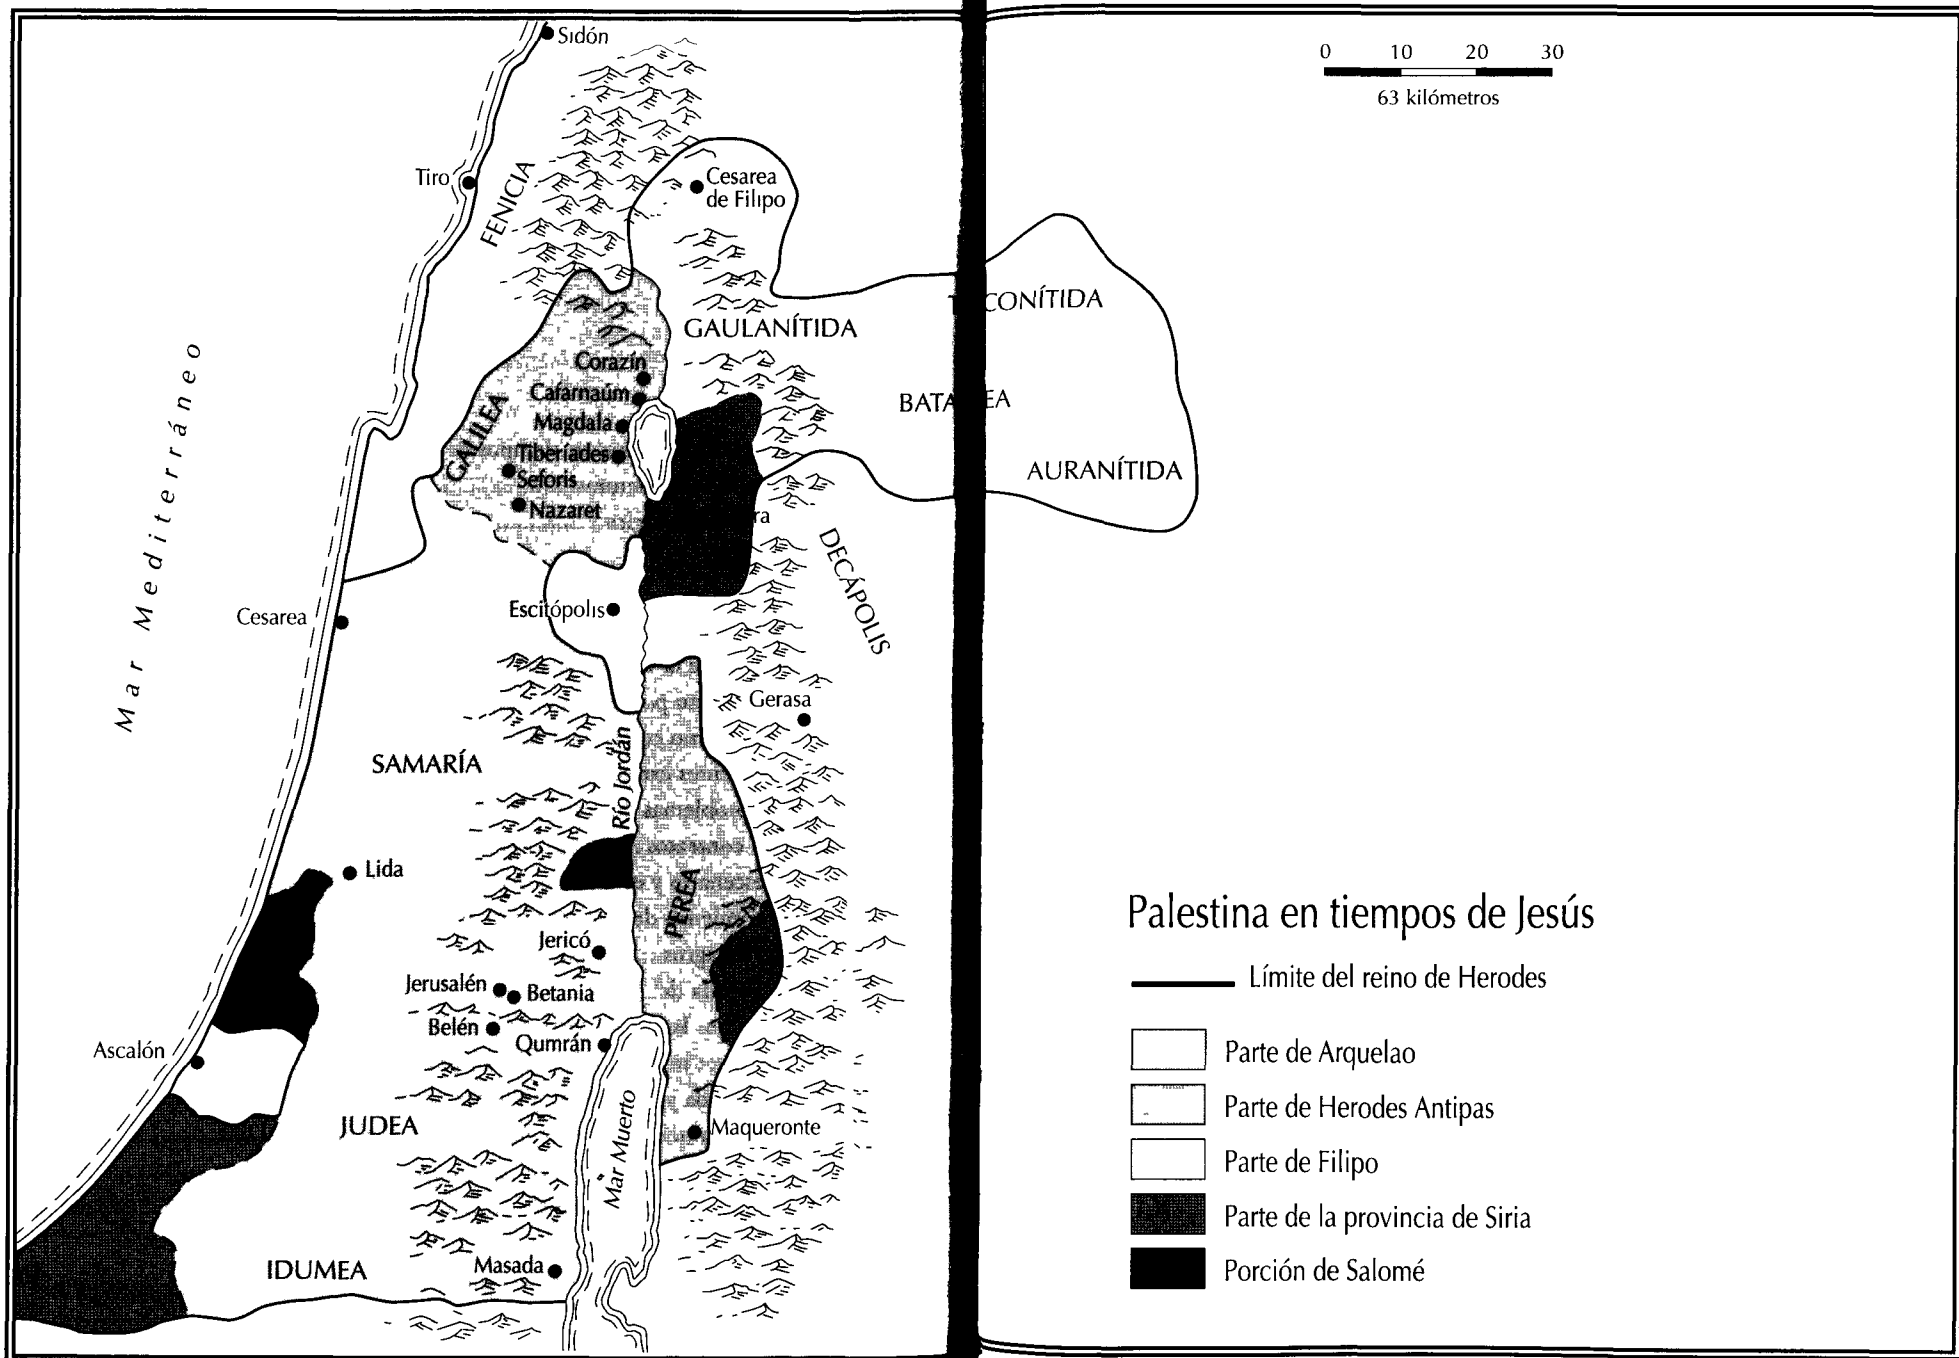 Sidón
0 10 20 30
63 kilómetros
Tiro
FENICIA
Cesarea
de Filipo
CONÍTIDA
GAULANÍTIDA
Mar Mediterráneo
Corazín
Cafarnaúm
BATA EA
Magdala
GALILEA
Tiberíades
Seforis
AURANÍTIDA
Nazaret
ra
DECÁPOLIS
Cesarea
Escitópolis
Gerasa
SAMARÍA
Río Jordán
Lida
PEREA
Palestina en tiempos de Jesús
Jericó
Límite del reino de Herodes
Jerusalén
Betania
Belén
Qumrán
Ascalón
Parte de Arquelao
Parte de Herodes Antipas
JUDEA
Maqueronte
Mar Muerto
Parte de Filipo
Parte de la provincia de Siria
IDUMEA
Masada
Porción de Salomé